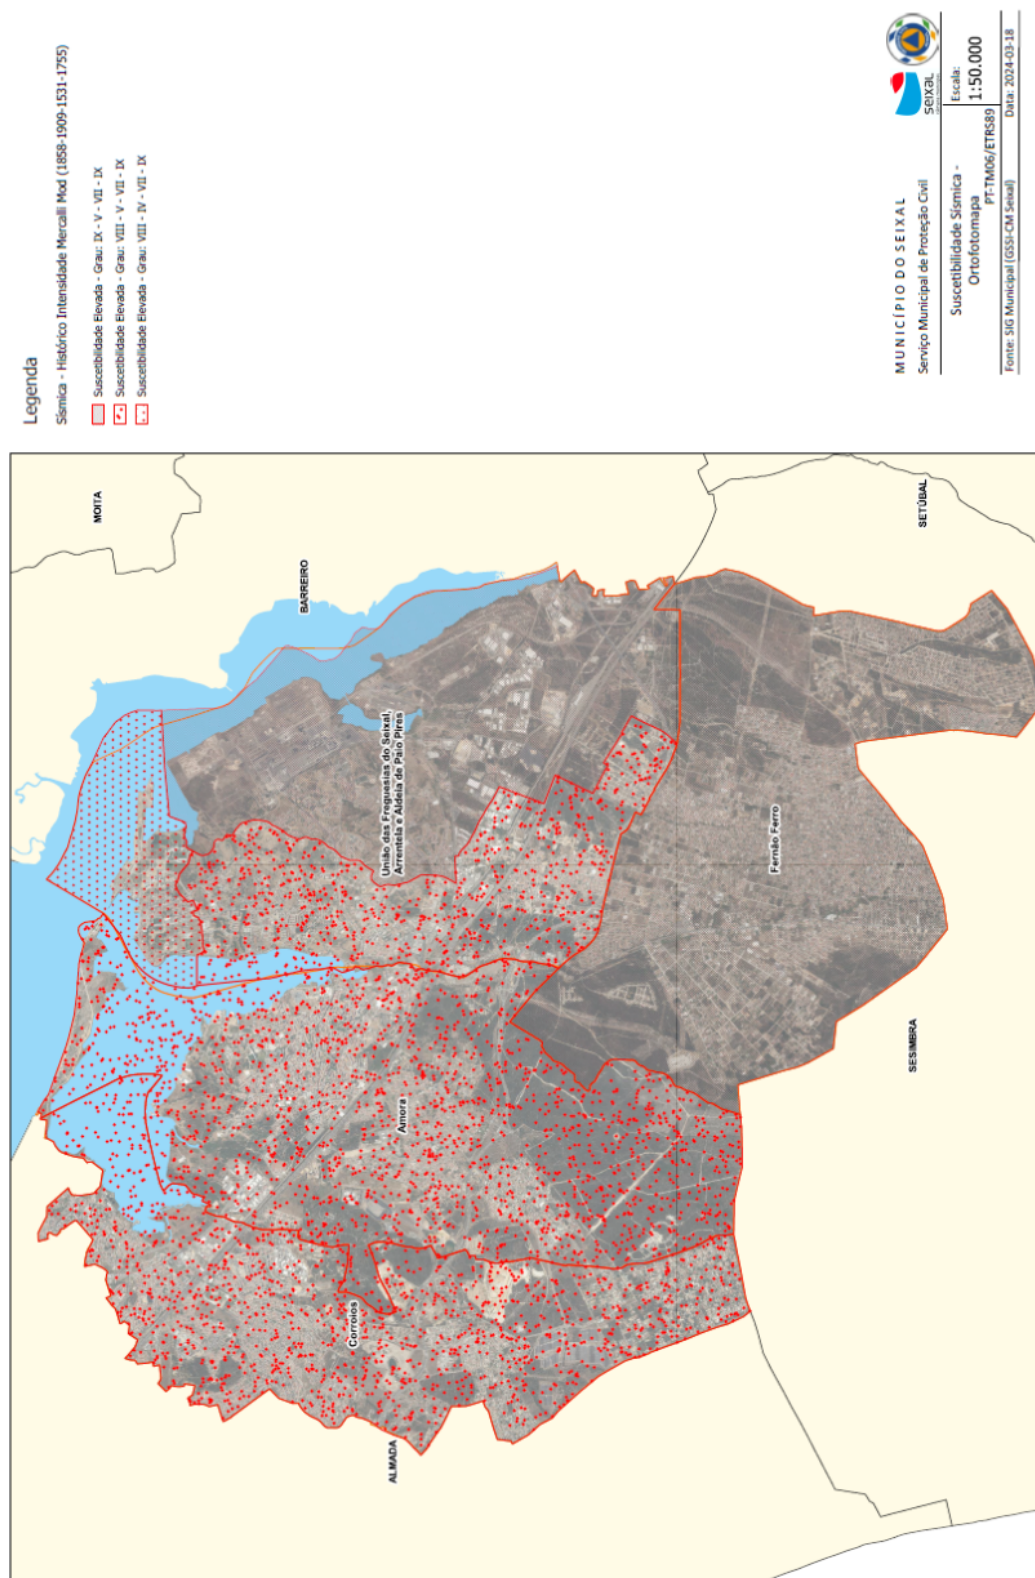 Legenda
Sísmica - Histórico Intensidade Mercalli Mod (1858-1909-1531-1755)
Suscetibilidade Elevada - Grau: IX - V - VII - IX
Suscetibilidade Elevada - Grau: VIII - V - VII - IX
Suscetibilidade Elevada - Grau: VIII - IV - VII - IX
MOITA
BARREIRO
SETÚBAL
União das Freguesias do Seixal,
Arrentela e Aldeia de Paio Pires
Fernão Ferro
Amora
Corroios
SESIMBRA
ALMADA
MUNICÍPIO DO SEIXAL
Serviço Municipal de Proteção Civil
seixal
Suscetibilidade Sísmica -
Ortofotomapa
PT-TM06/ETRS89
Escala:
1:50.000
Fonte: SIG Municipal (GSSI-CM Seixal)
Data: 2024-03-18